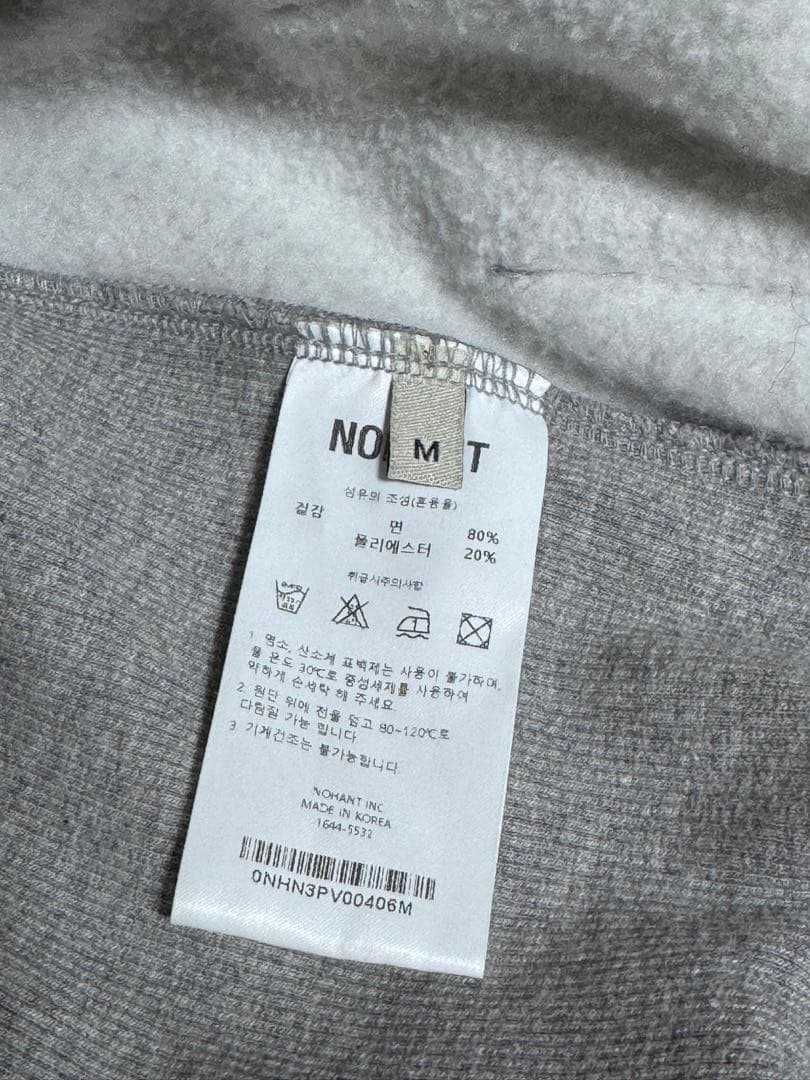 NO M T
섬유의 조성(혼용율)
겉감 면 80%
폴리에스터 20%
취급시주의사항
1. 염소, 산소계 표백제는 사용이 불가하며,
물 온도 30℃로 중성세제를 사용하여
약하게 손세탁 해 주세요.
2. 원단 위에 천을 덮고 80~120℃로
다림질 가능 합니다.
3. 기계건조는 불가능합니다.
NOHANT INC.
MADE IN KOREA
1644-5532
0NHN3PV00406M